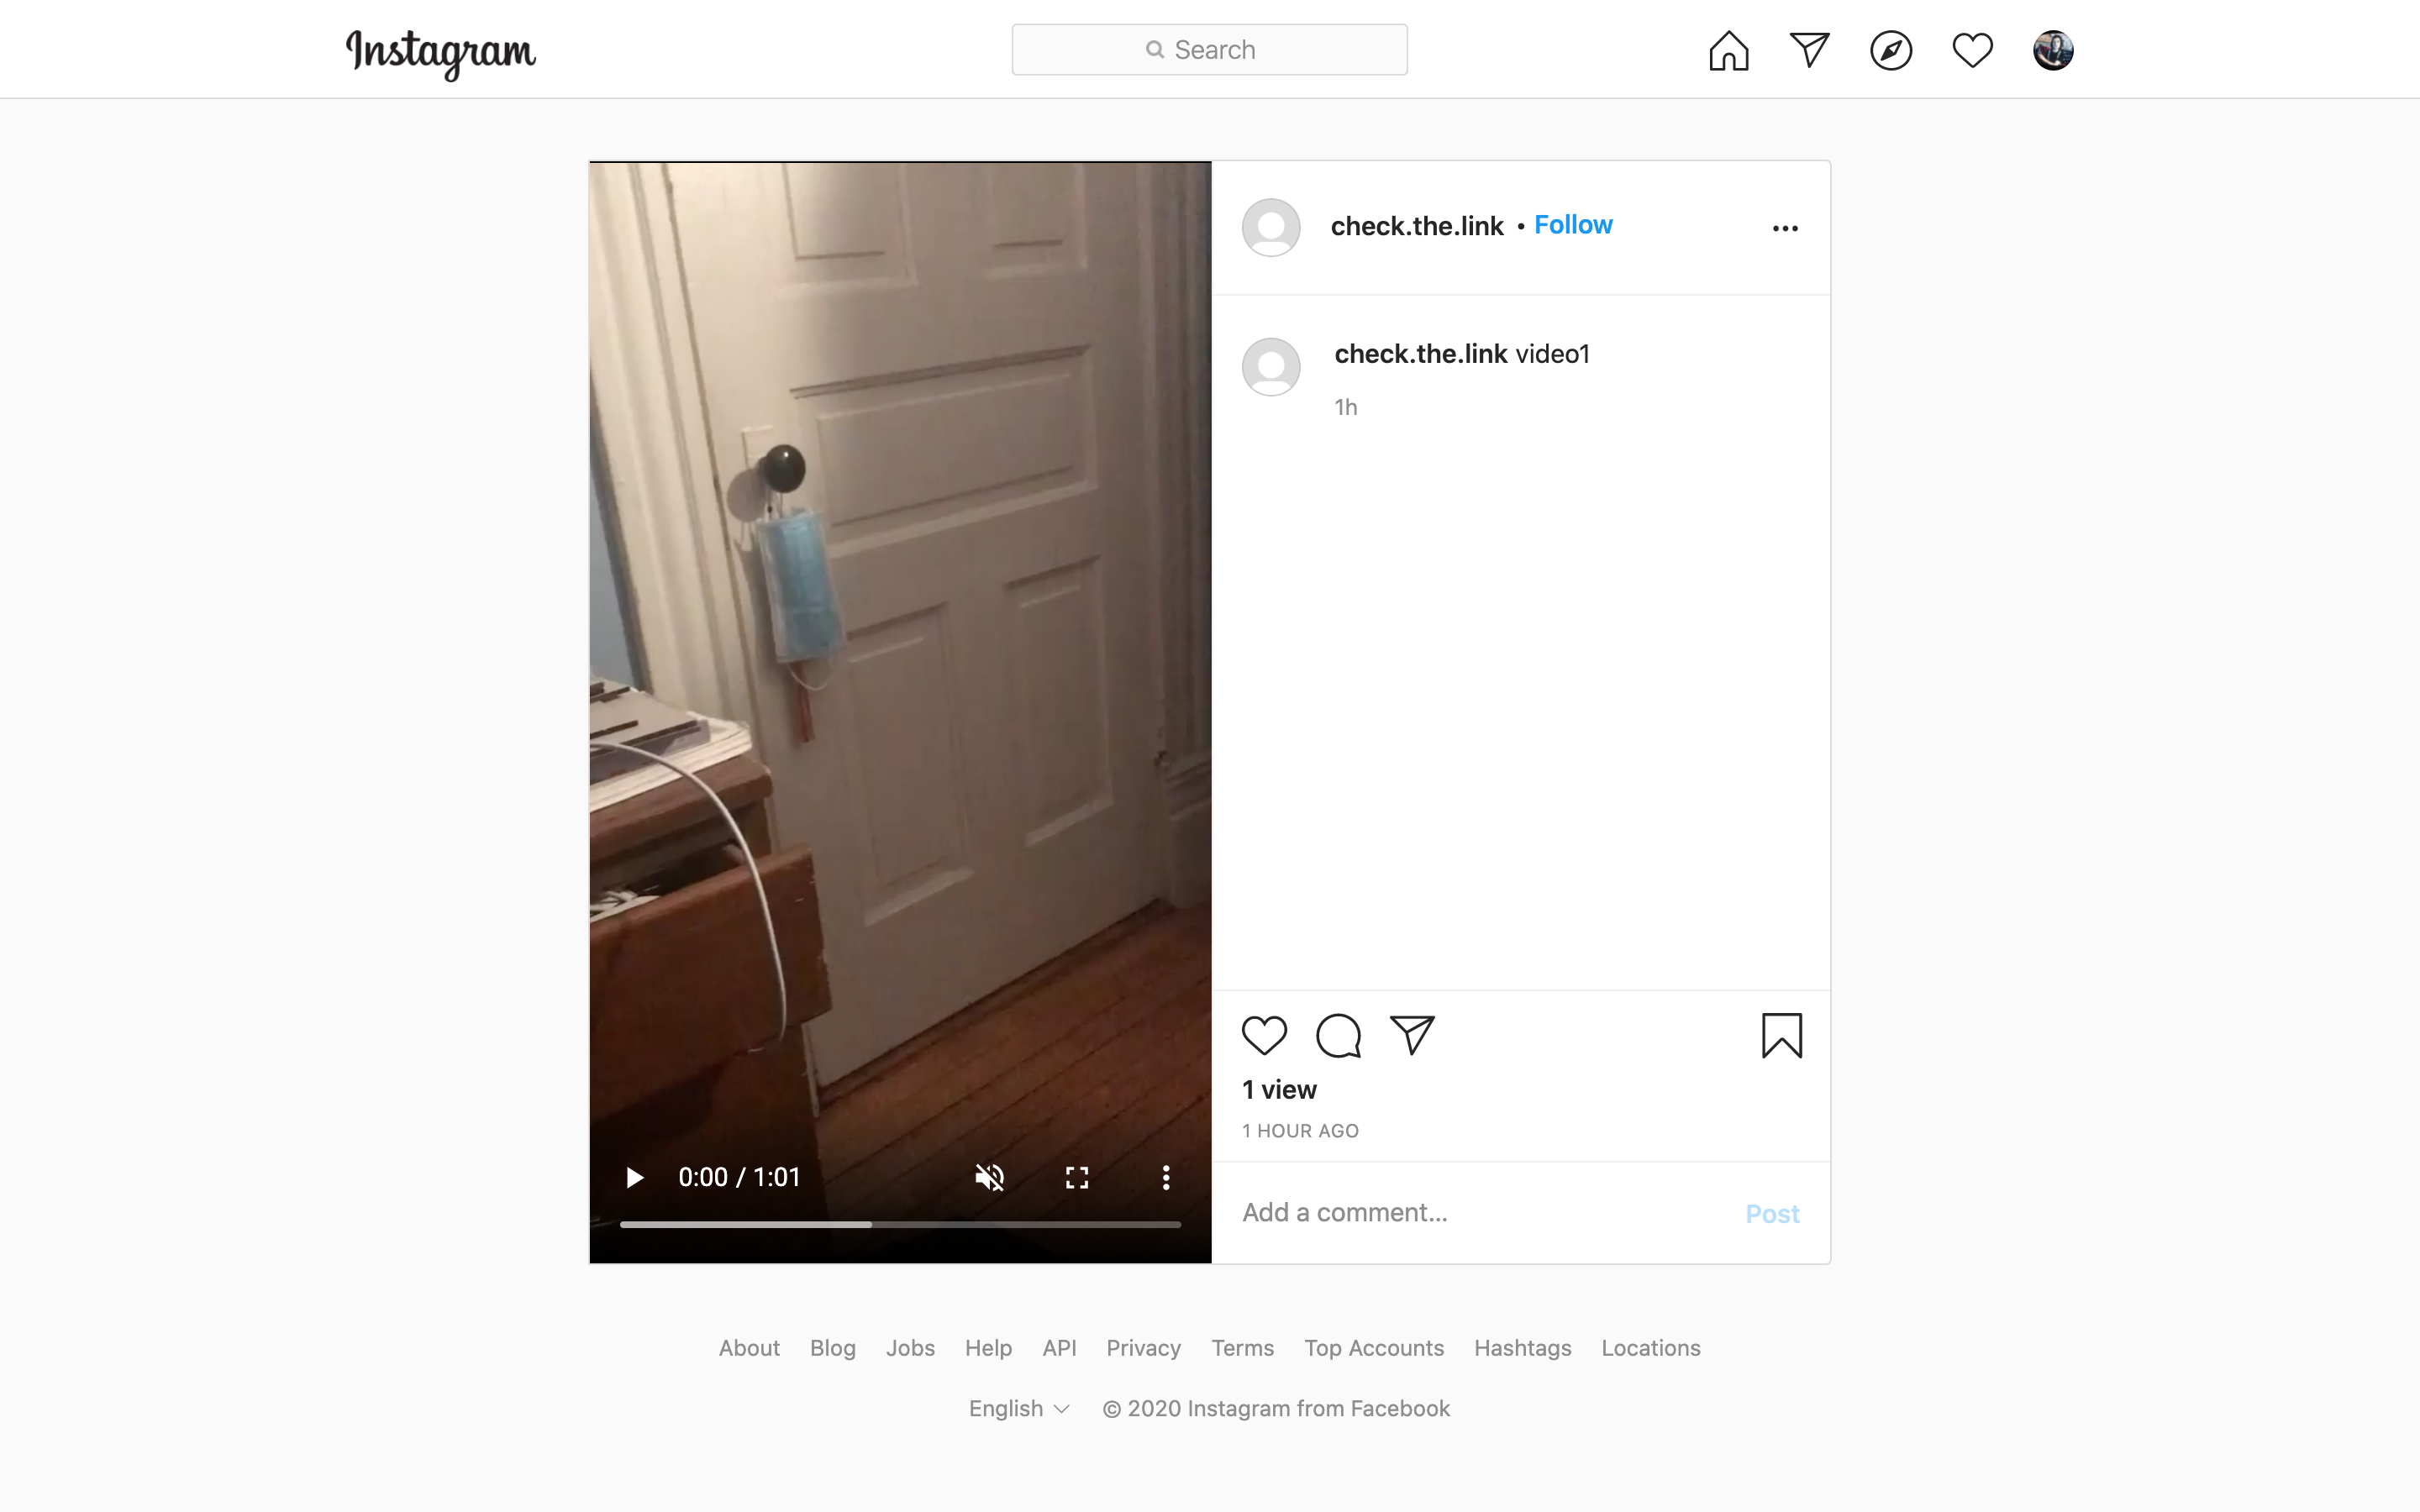 Instagram
Search
check.the.link • Follow
check.the.link video1
1h
1 view
1 HOUR AGO
0:00 / 1:01
Add a comment...
Post
About Blog Jobs Help API Privacy Terms Top Accounts Hashtags Locations
English © 2020 Instagram from Facebook